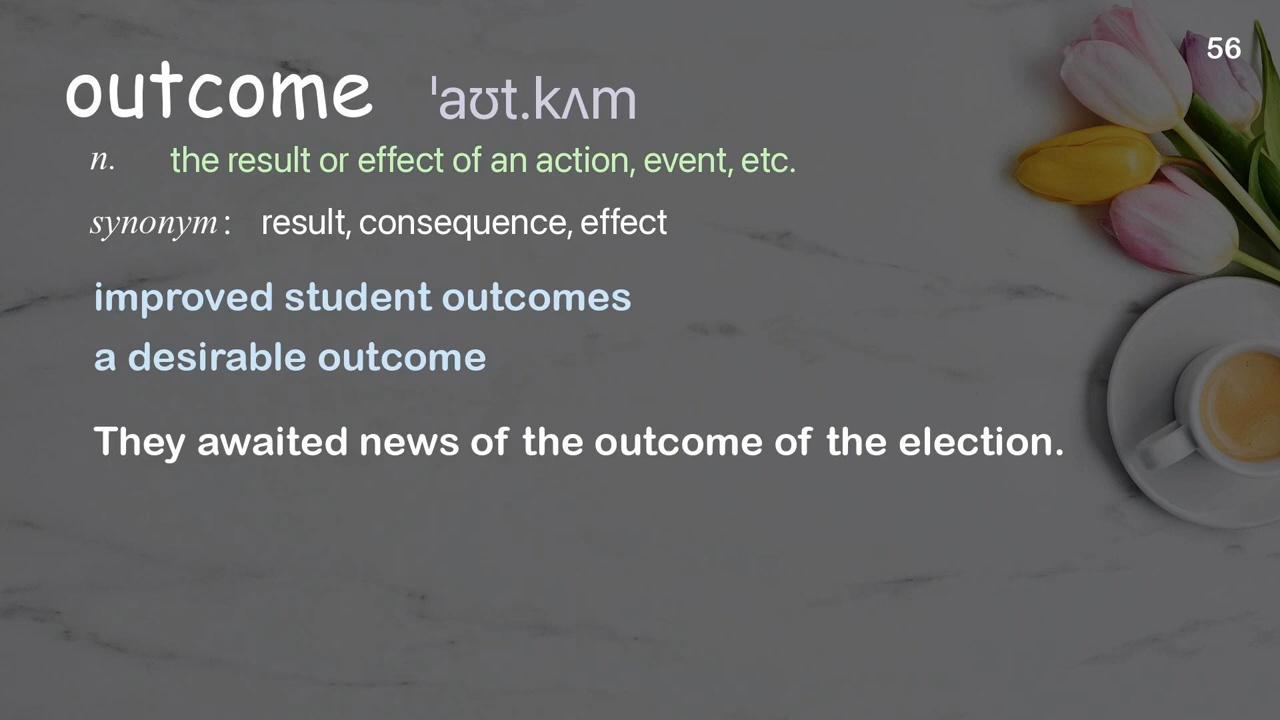 56
outcome ˈaʊt.kʌm
n. the result or effect of an action, event, etc.
synonym: result, consequence, effect
improved student outcomes
a desirable outcome
They awaited news of the outcome of the election.